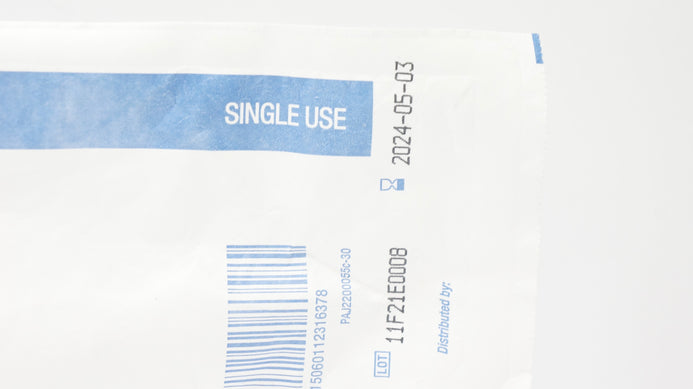 SINGLE USE
2024-05-03
15060112316378
PAJ2200055c-30
LOT 11F21E0008
Distributed by: